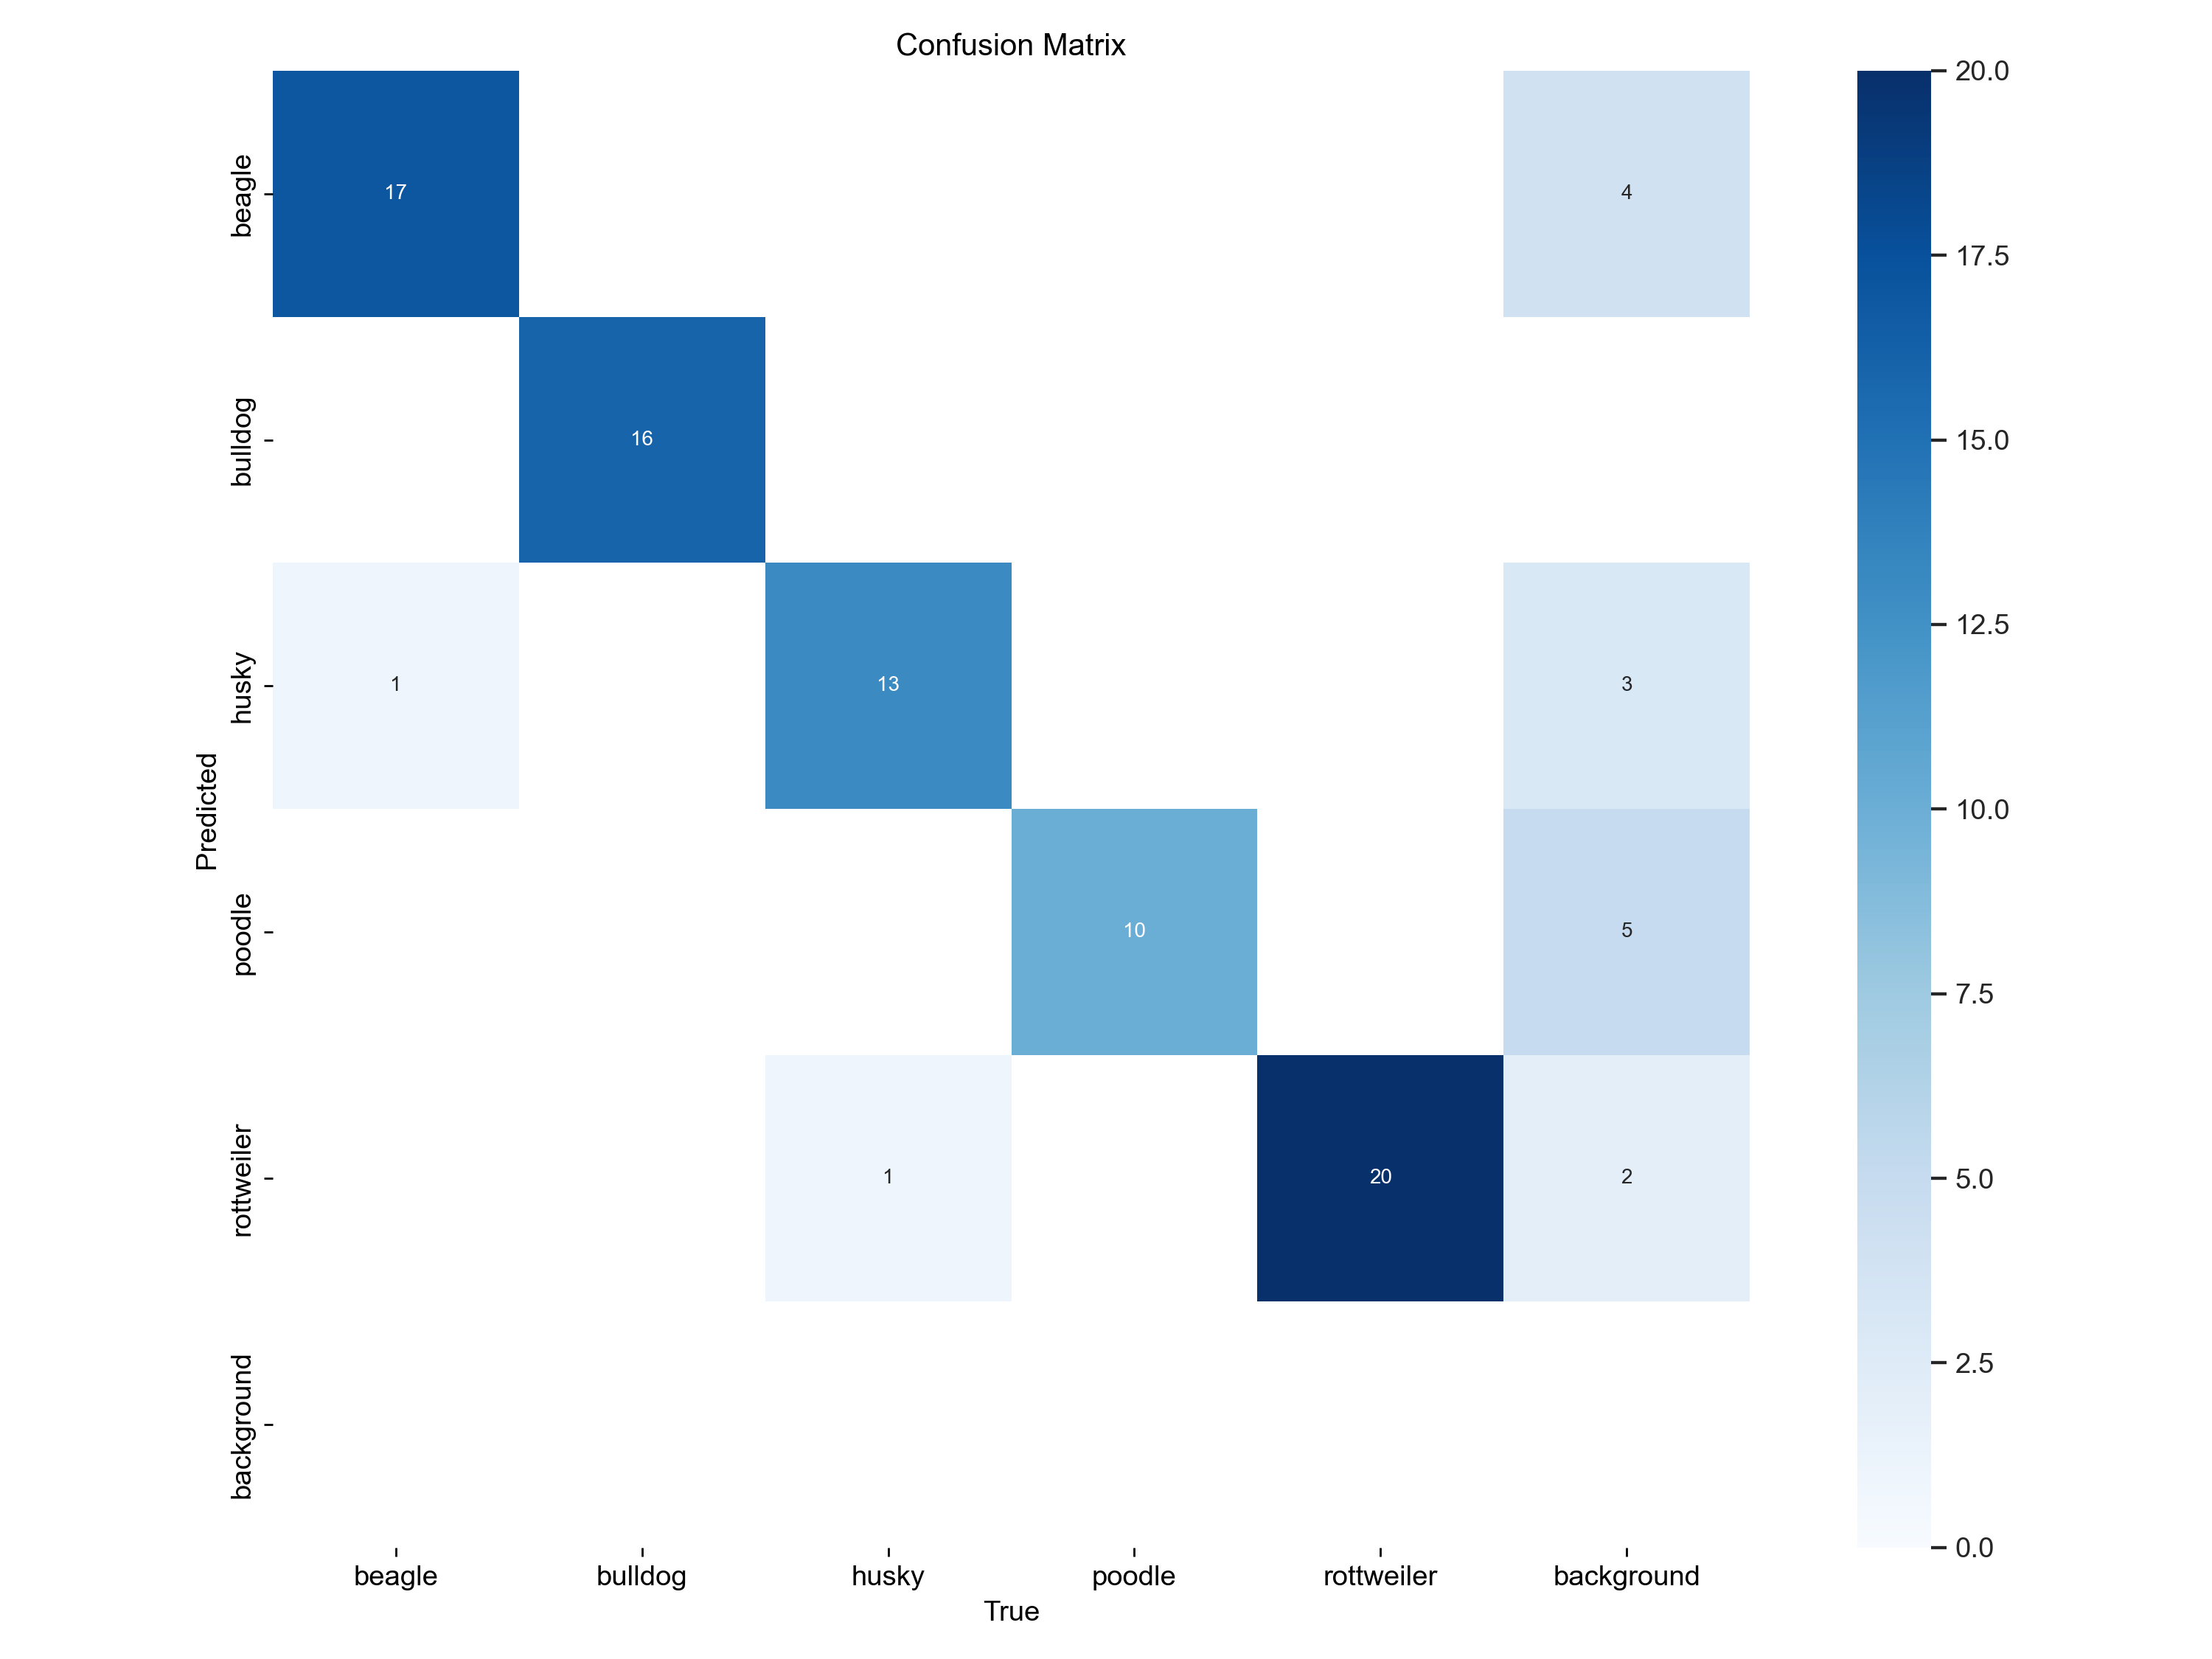 Confusion Matrix
beagle
17
4
bulldog
16
husky
1
13
3
poodle
10
5
rottweiler
1
20
2
background
Predicted
beagle bulldog husky poodle rottweiler background
True
20.0
17.5
15.0
12.5
10.0
7.5
5.0
2.5
0.0